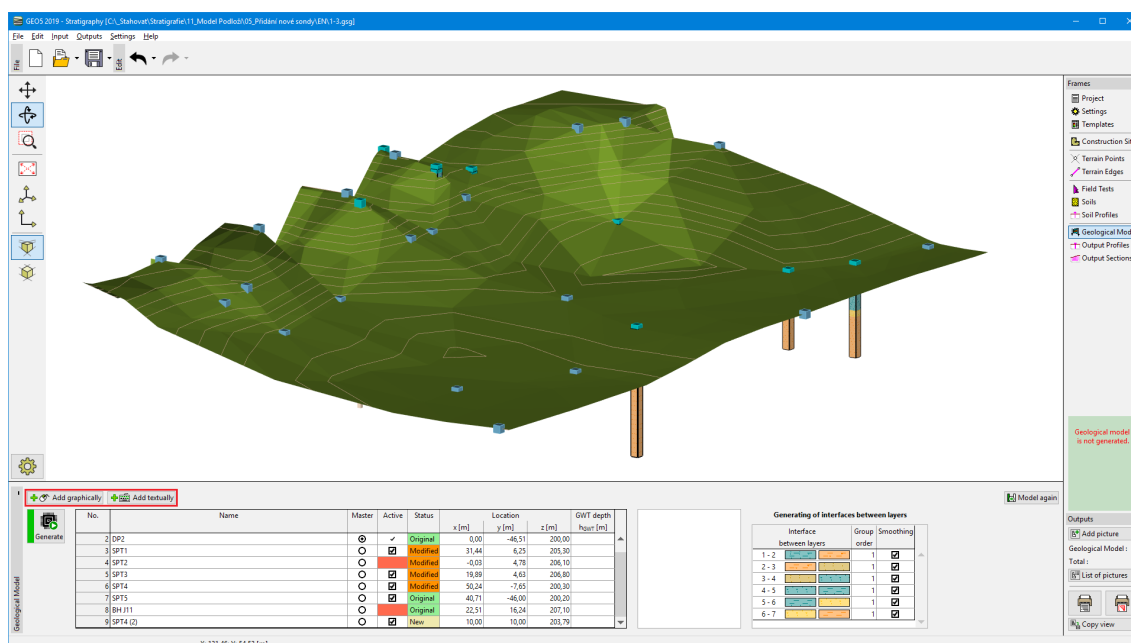 GEO5 2019 - Stratigraphy [C:\_Stahovat\Stratigrafie\11_Model Podloží\05_Přidání nové sondy\EN\1-3.gsg]
File Edit Input Outputs Settings Help
File
Edit
Frames
Project
Settings
Templates
Construction Sit
Terrain Points
Terrain Edges
Field Tests
Soils
Soil Profiles
Geological Mod
Output Profiles
Output Sections
Geological model
is not generated.
Add graphically Add textually
Model again
Generate
No. Name Master Active Status Location GWT depth
x [m] y [m] z [m] hGWT [m]
2 DP2 Original 0,00 -46,51 200,00
3 SPT1 Modified 31,44 6,25 205,30
4 SPT2 Modified -0,03 4,78 206,10
5 SPT3 Modified 19,89 4,63 206,80
6 SPT4 Modified 50,24 -7,65 200,30
7 SPT5 Original 40,71 -46,00 200,20
8 BH J11 Original 22,51 16,24 207,10
9 SPT4 (2) New 10,00 10,00 203,79
Generating of interfaces between layers
Interface Group Smoothing
between layers order
1 - 2 1
2 - 3 1
3 - 4 1
4 - 5 1
5 - 6 1
6 - 7 1
Geological Model
Outputs
Add picture
Geological Model :
Total :
List of pictures
Copy view